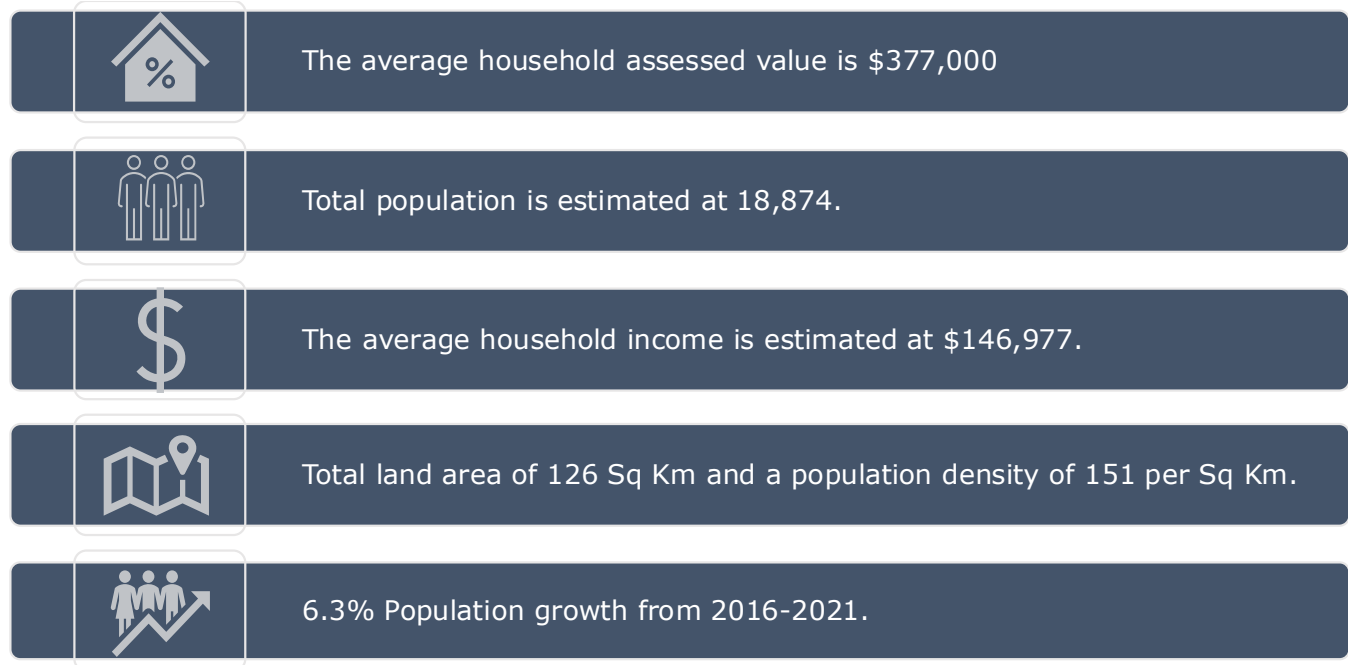 The average household assessed value is $377,000
Total population is estimated at 18,874.
The average household income is estimated at $146,977.
Total land area of 126 Sq Km and a population density of 151 per Sq Km.
6.3% Population growth from 2016-2021.